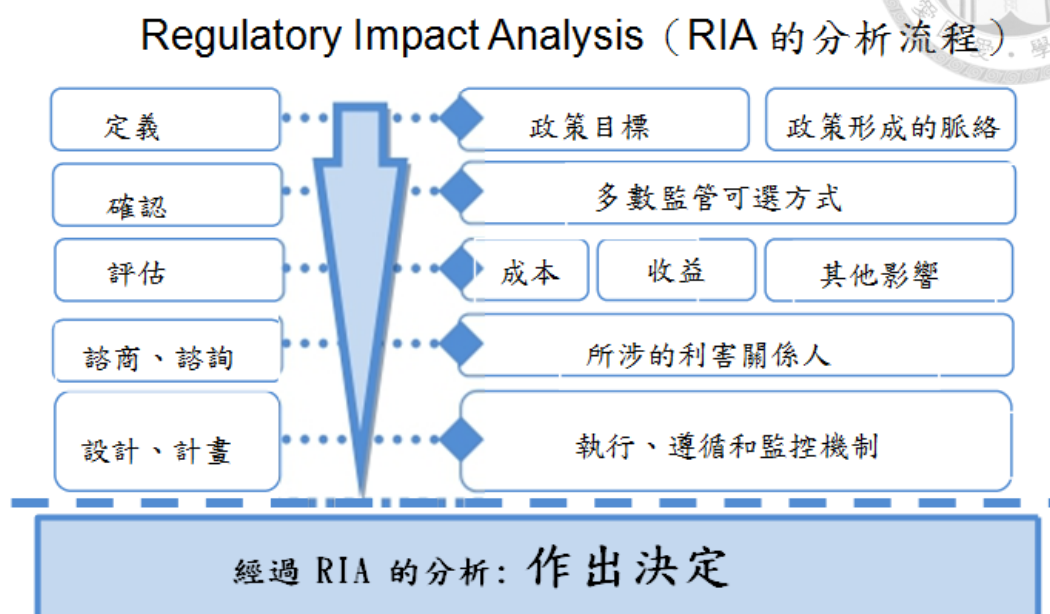 Regulatory Impact Analysis（RIA 的分析流程）
定義
政策目標
政策形成的脈絡
確認
多數監管可選方式
評估
成本
收益
其他影響
諮商、諮詢
所涉的利害關係人
設計、計畫
執行、遵循和監控機制
經過 RIA 的分析: 作出決定